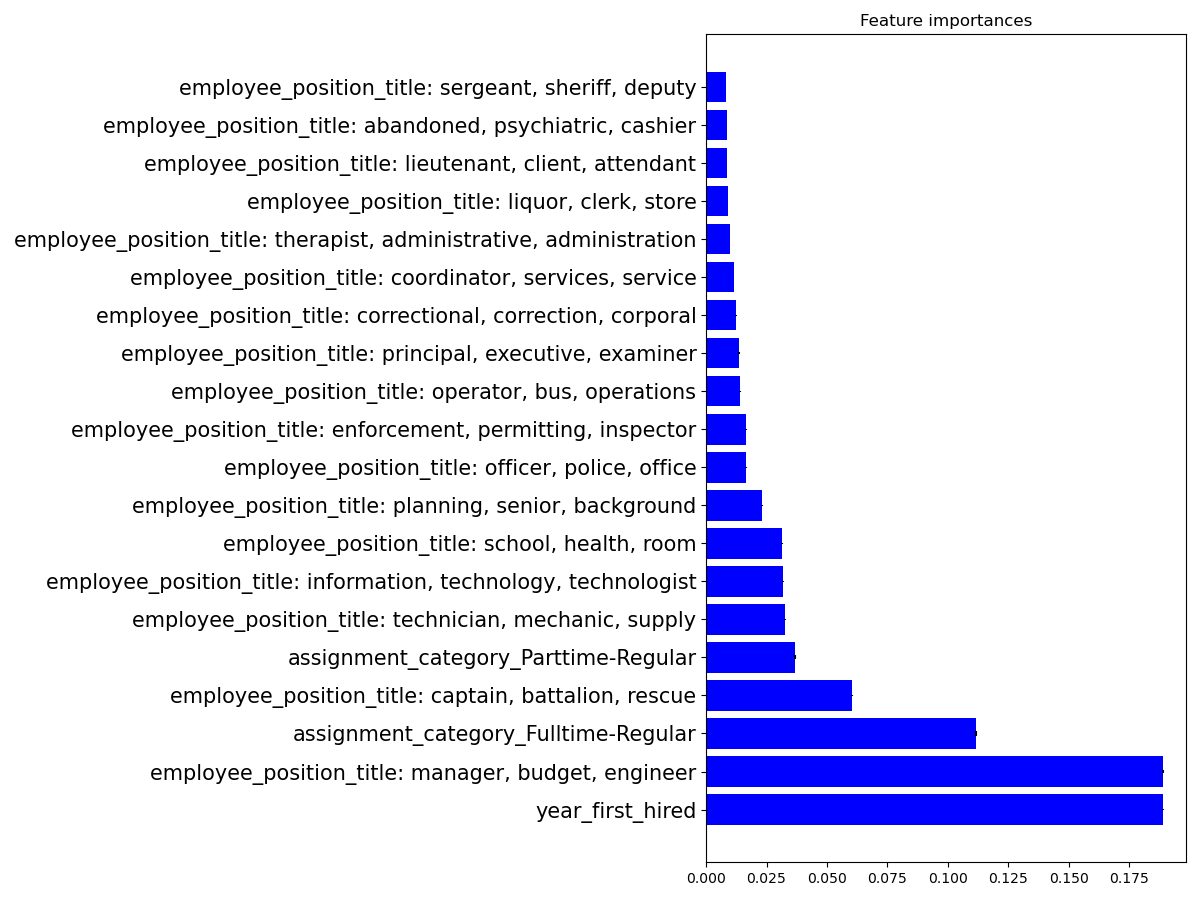 Feature importances
employee_position_title: sergeant, sheriff, deputy
employee_position_title: abandoned, psychiatric, cashier
employee_position_title: lieutenant, client, attendant
employee_position_title: liquor, clerk, store
employee_position_title: therapist, administrative, administration
employee_position_title: coordinator, services, service
employee_position_title: correctional, correction, corporal
employee_position_title: principal, executive, examiner
employee_position_title: operator, bus, operations
employee_position_title: enforcement, permitting, inspector
employee_position_title: officer, police, office
employee_position_title: planning, senior, background
employee_position_title: school, health, room
employee_position_title: information, technology, technologist
employee_position_title: technician, mechanic, supply
assignment_category_Parttime-Regular
employee_position_title: captain, battalion, rescue
assignment_category_Fulltime-Regular
employee_position_title: manager, budget, engineer
year_first_hired
0.000 0.025 0.050 0.075 0.100 0.125 0.150 0.175